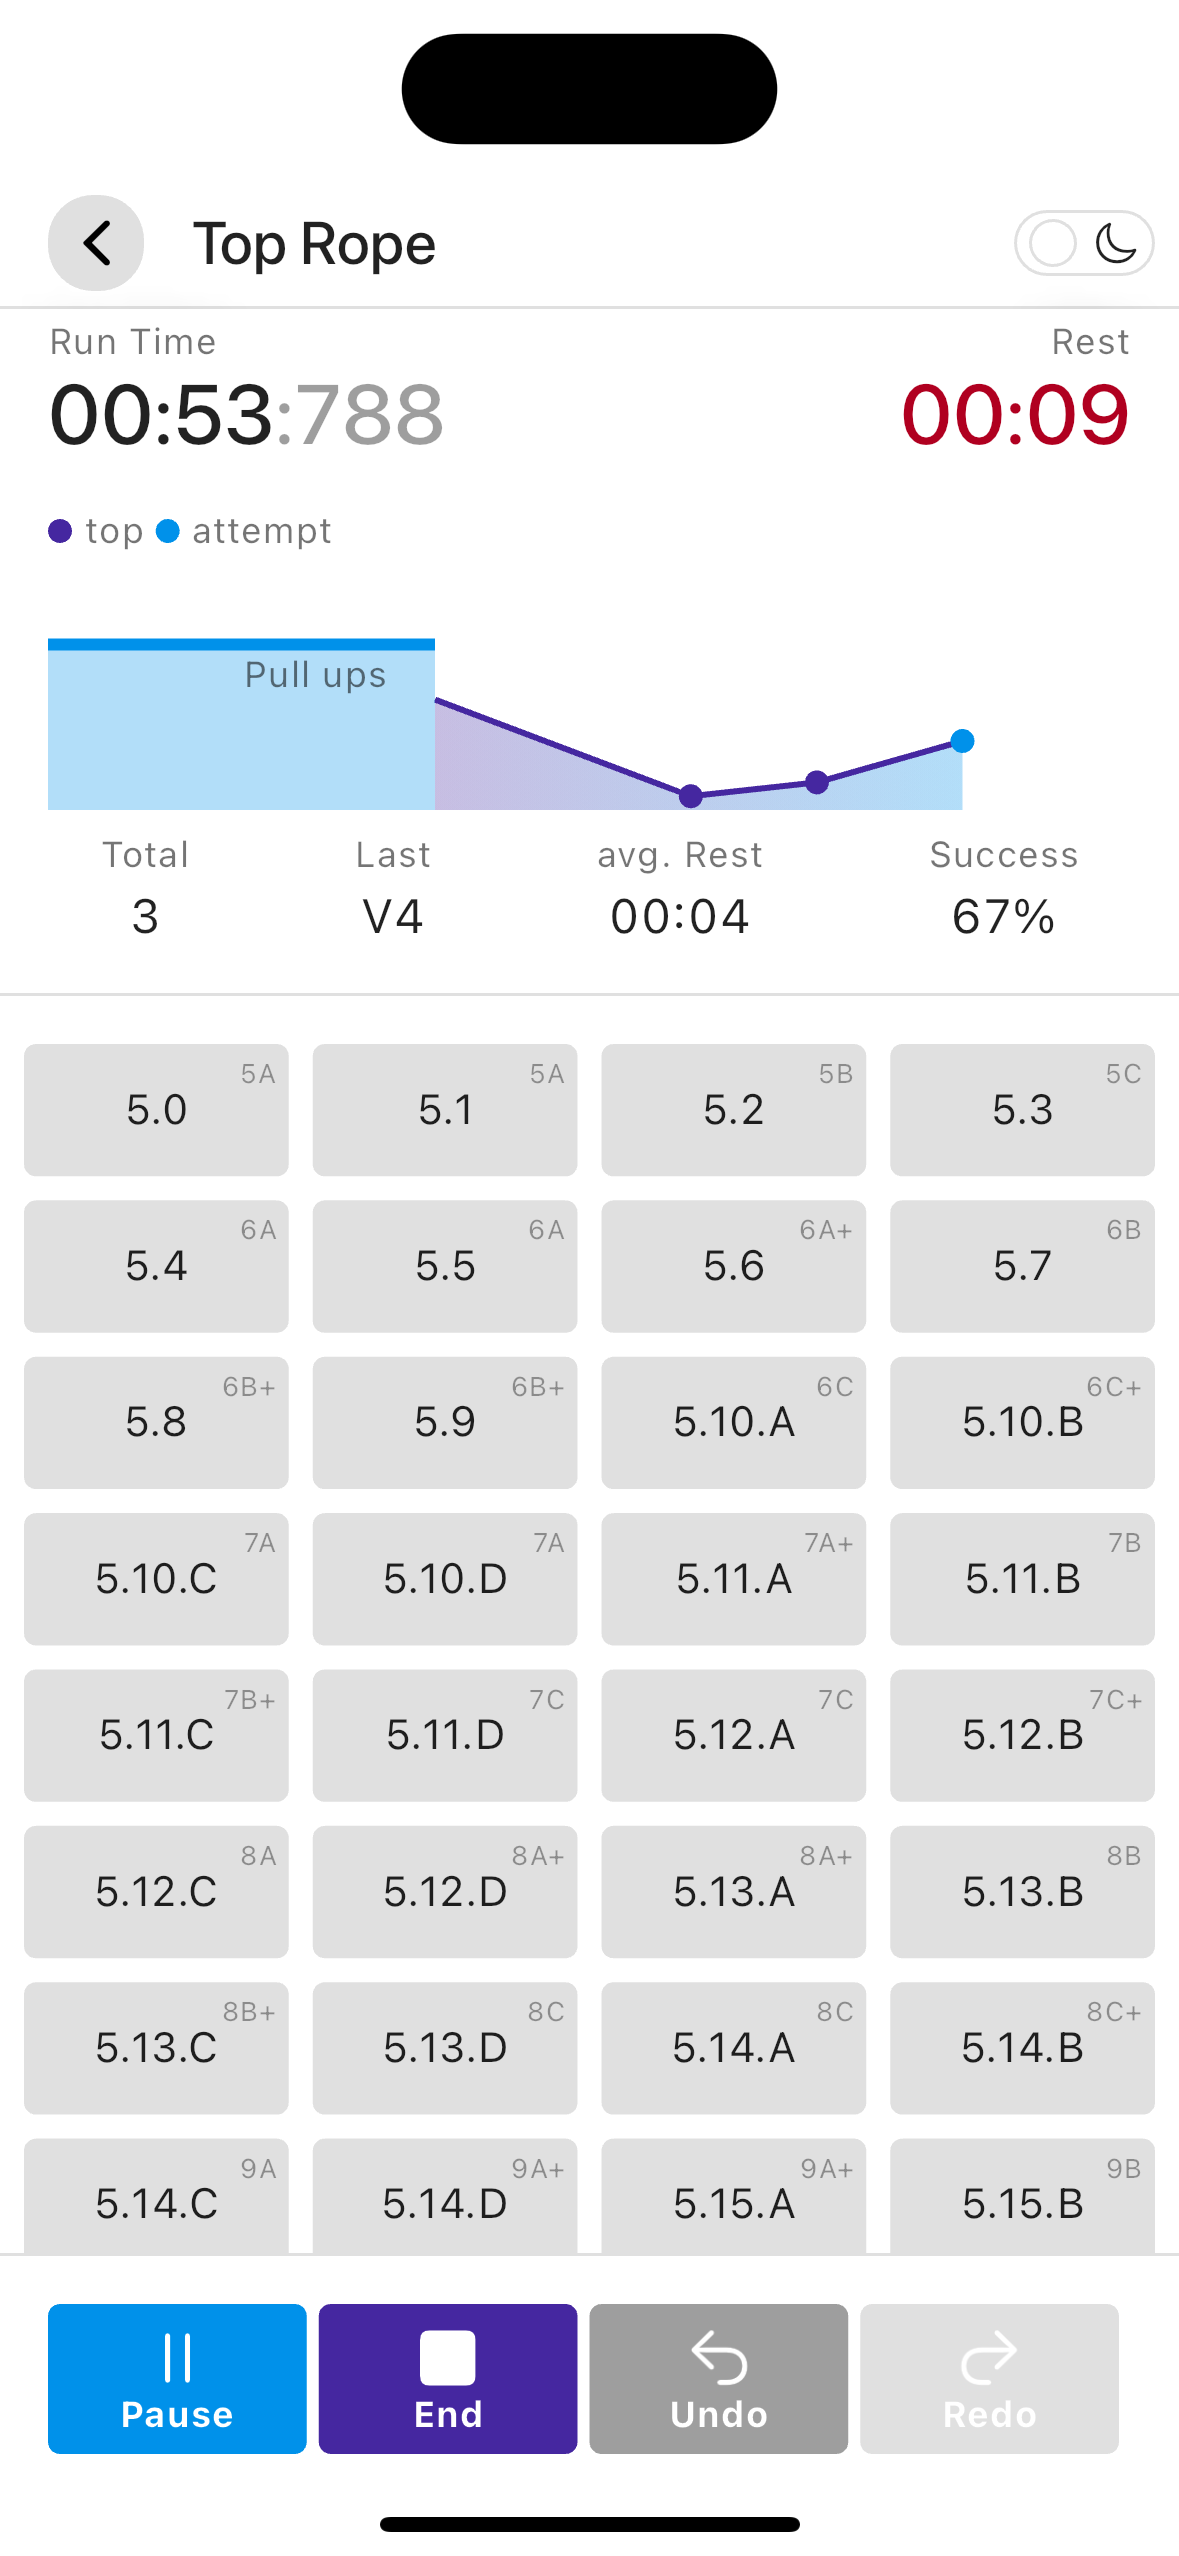 Top Rope
Run Time
Rest
00:53:788
00:09
top attempt
Pull ups
Total Last avg. Rest Success
3 V4 00:04 67%
5A 5A 5B 5C
5.0 5.1 5.2 5.3
6A 6A 6A+ 6B
5.4 5.5 5.6 5.7
6B+ 6B+ 6C 6C+
5.8 5.9 5.10.A 5.10.B
7A 7A 7A+ 7B
5.10.C 5.10.D 5.11.A 5.11.B
7B+ 7C 7C 7C+
5.11.C 5.11.D 5.12.A 5.12.B
8A 8A+ 8A+ 8B
5.12.C 5.12.D 5.13.A 5.13.B
8B+ 8C 8C 8C+
5.13.C 5.13.D 5.14.A 5.14.B
9A 9A+ 9A+ 9B
5.14.C 5.14.D 5.15.A 5.15.B
Pause End Undo Redo